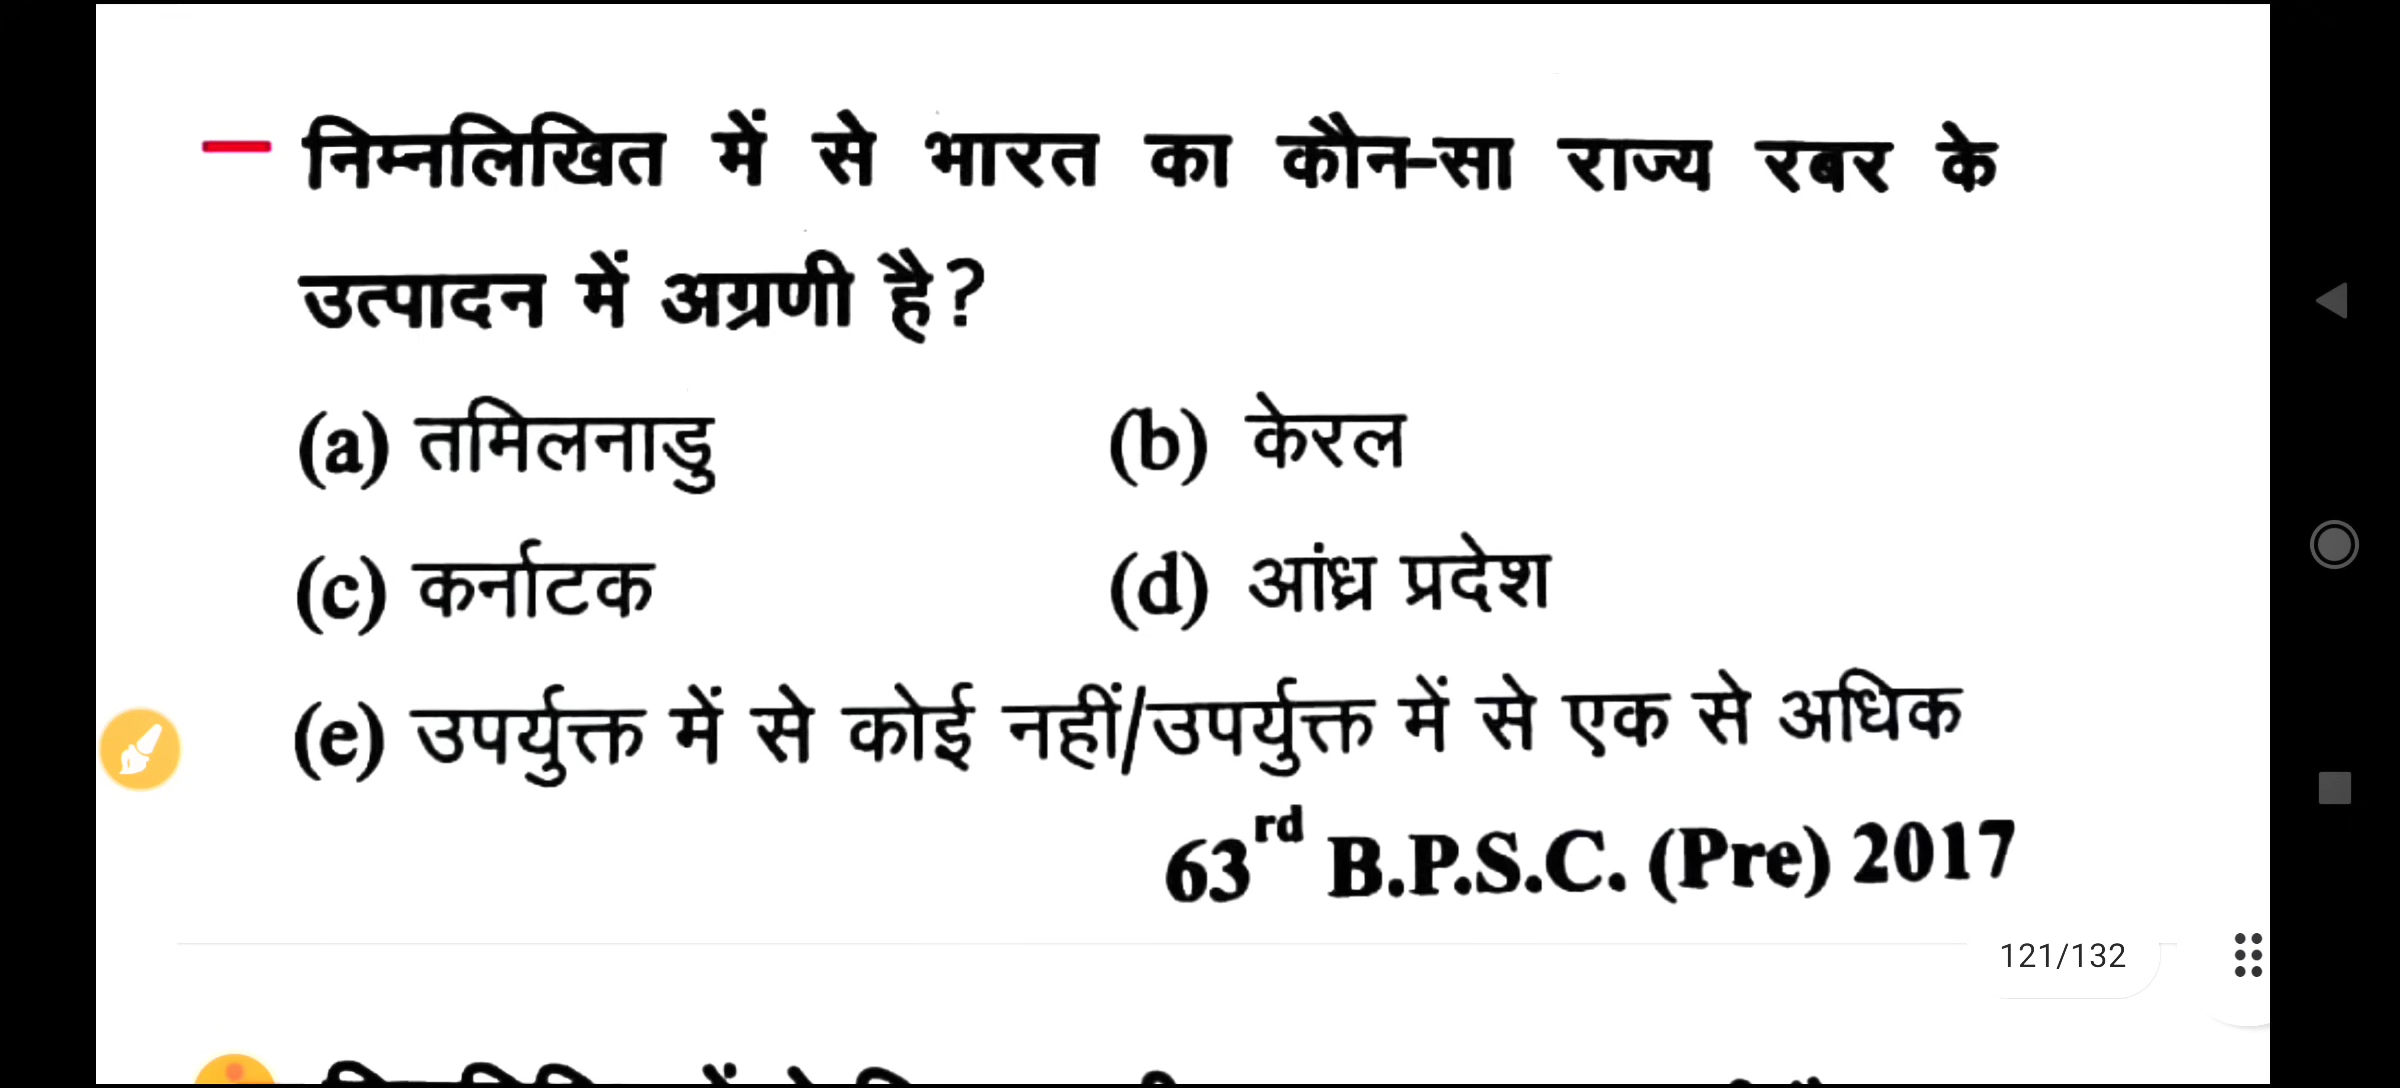 निम्नलिखित में से भारत का कौन-सा राज्य रबर के
उत्पादन में अग्रणी है?
(a) तमिलनाडु (b) केरल
(c) कर्नाटक (d) आंध्र प्रदेश
(e) उपर्युक्त में से कोई नहीं/उपर्युक्त में से एक से अधिक
63rd B.P.S.C. (Pre) 2017
121/132